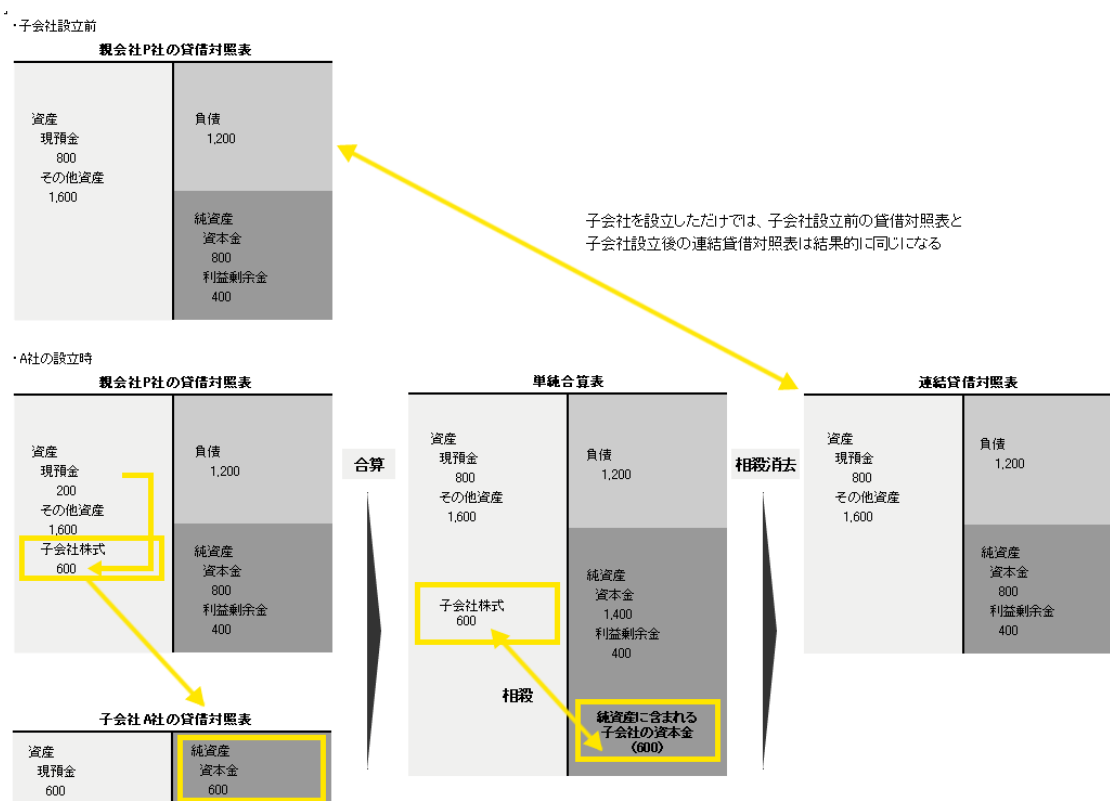 ・子会社設立前
親会社P社の貸借対照表
資産
現預金
800
その他資産
1,600
負債
1,200
純資産
資本金
800
利益剰余金
400
子会社を設立しただけでは、子会社設立前の貸借対照表と
子会社設立後の連結貸借対照表は結果的に同じになる
・A社の設立時
親会社P社の貸借対照表
資産
現預金
200
その他資産
1,600
子会社株式
600
負債
1,200
純資産
資本金
800
利益剰余金
400
子会社A社の貸借対照表
資産
現預金
600
純資産
資本金
600
合算
単純合算表
資産
現預金
800
その他資産
1,600
子会社株式
600
負債
1,200
純資産
資本金
1,400
利益剰余金
400
相殺
純資産に含まれる
子会社の資本金
(600)
相殺消去
連結貸借対照表
資産
現預金
800
その他資産
1,600
負債
1,200
純資産
資本金
800
利益剰余金
400